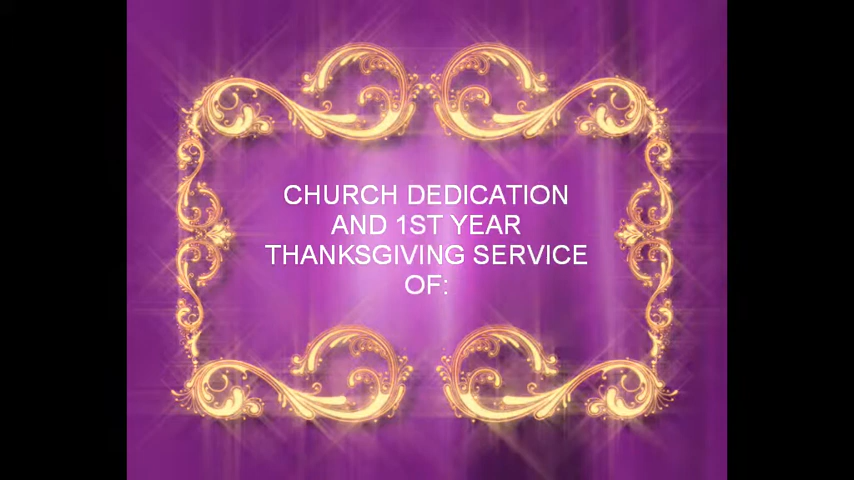 CHURCH DEDICATION
AND 1ST YEAR
THANKSGIVING SERVICE
OF: